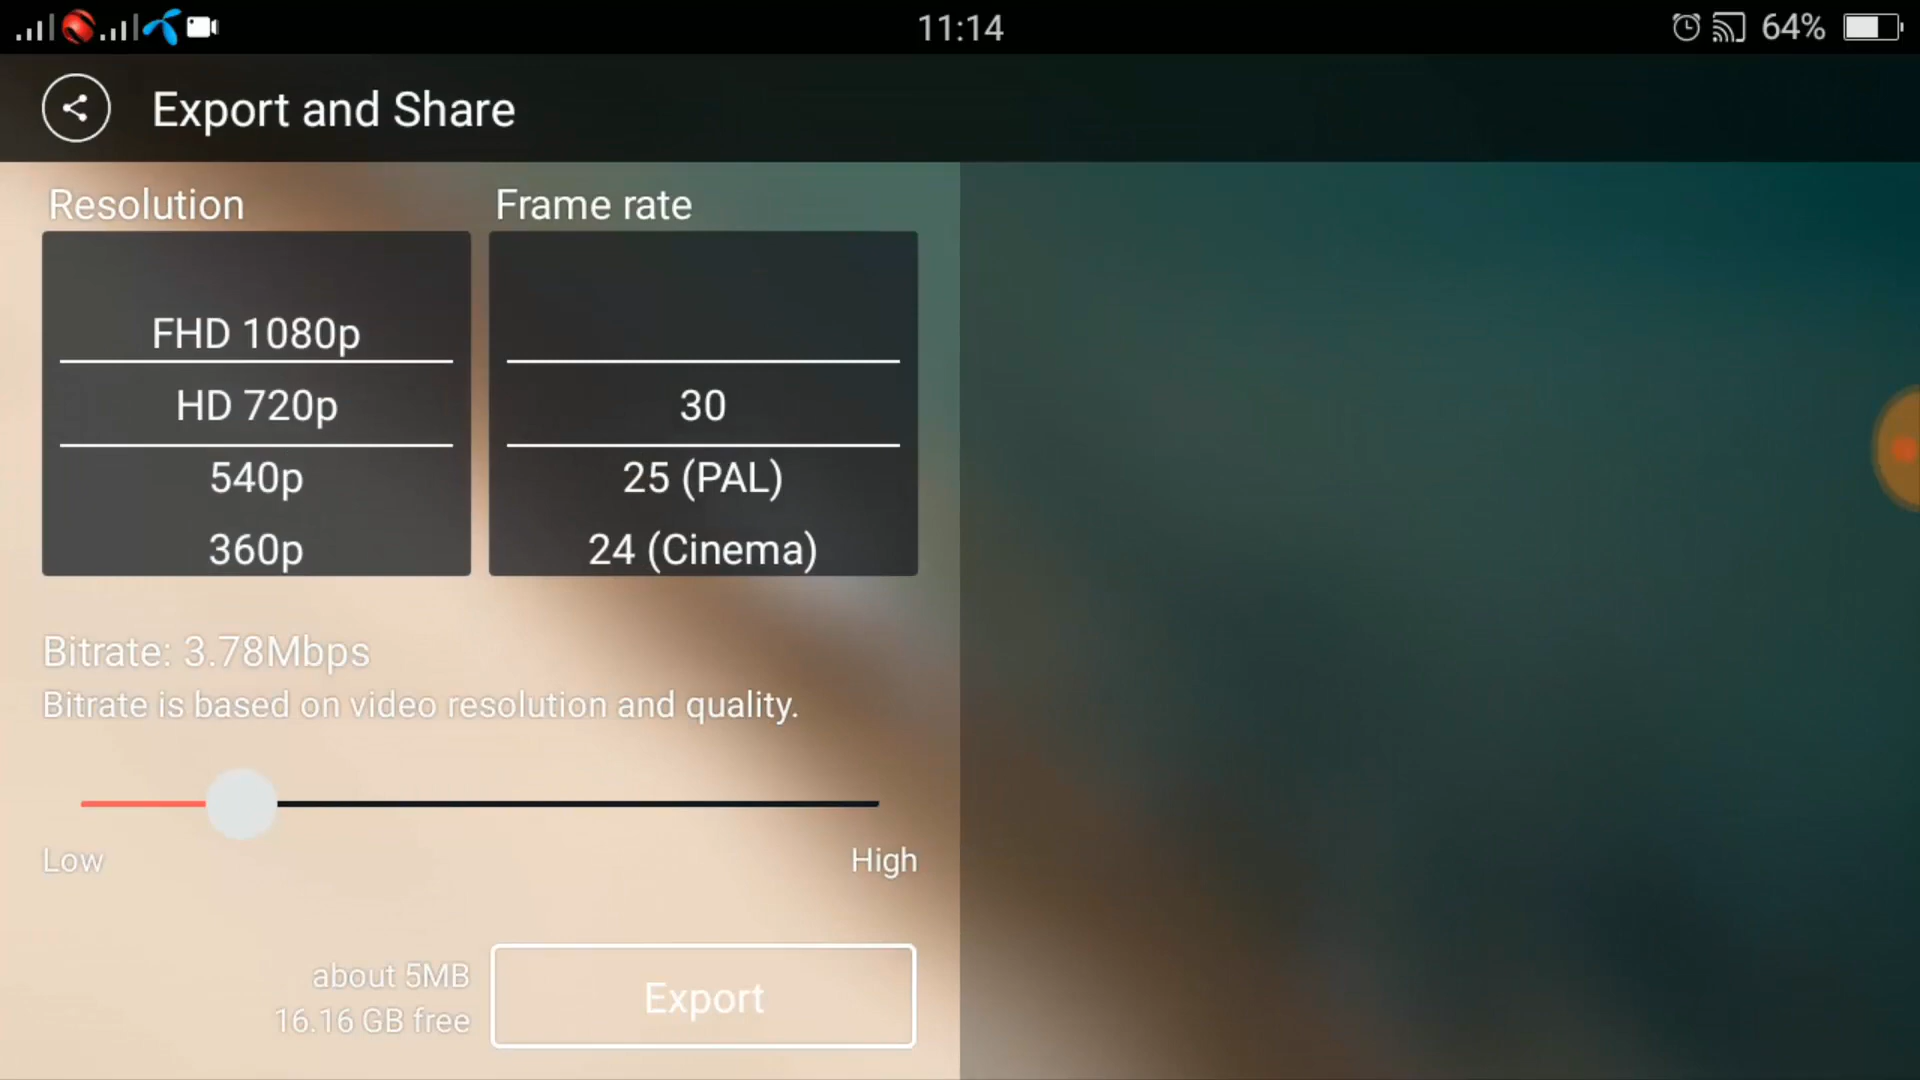 11:14
64%
Export and Share
Resolution
Frame rate
FHD 1080p
HD 720p
540p
360p
30
25 (PAL)
24 (Cinema)
Bitrate: 3.78Mbps
Bitrate is based on video resolution and quality.
Low
High
about 5MB
16.16 GB free
Export